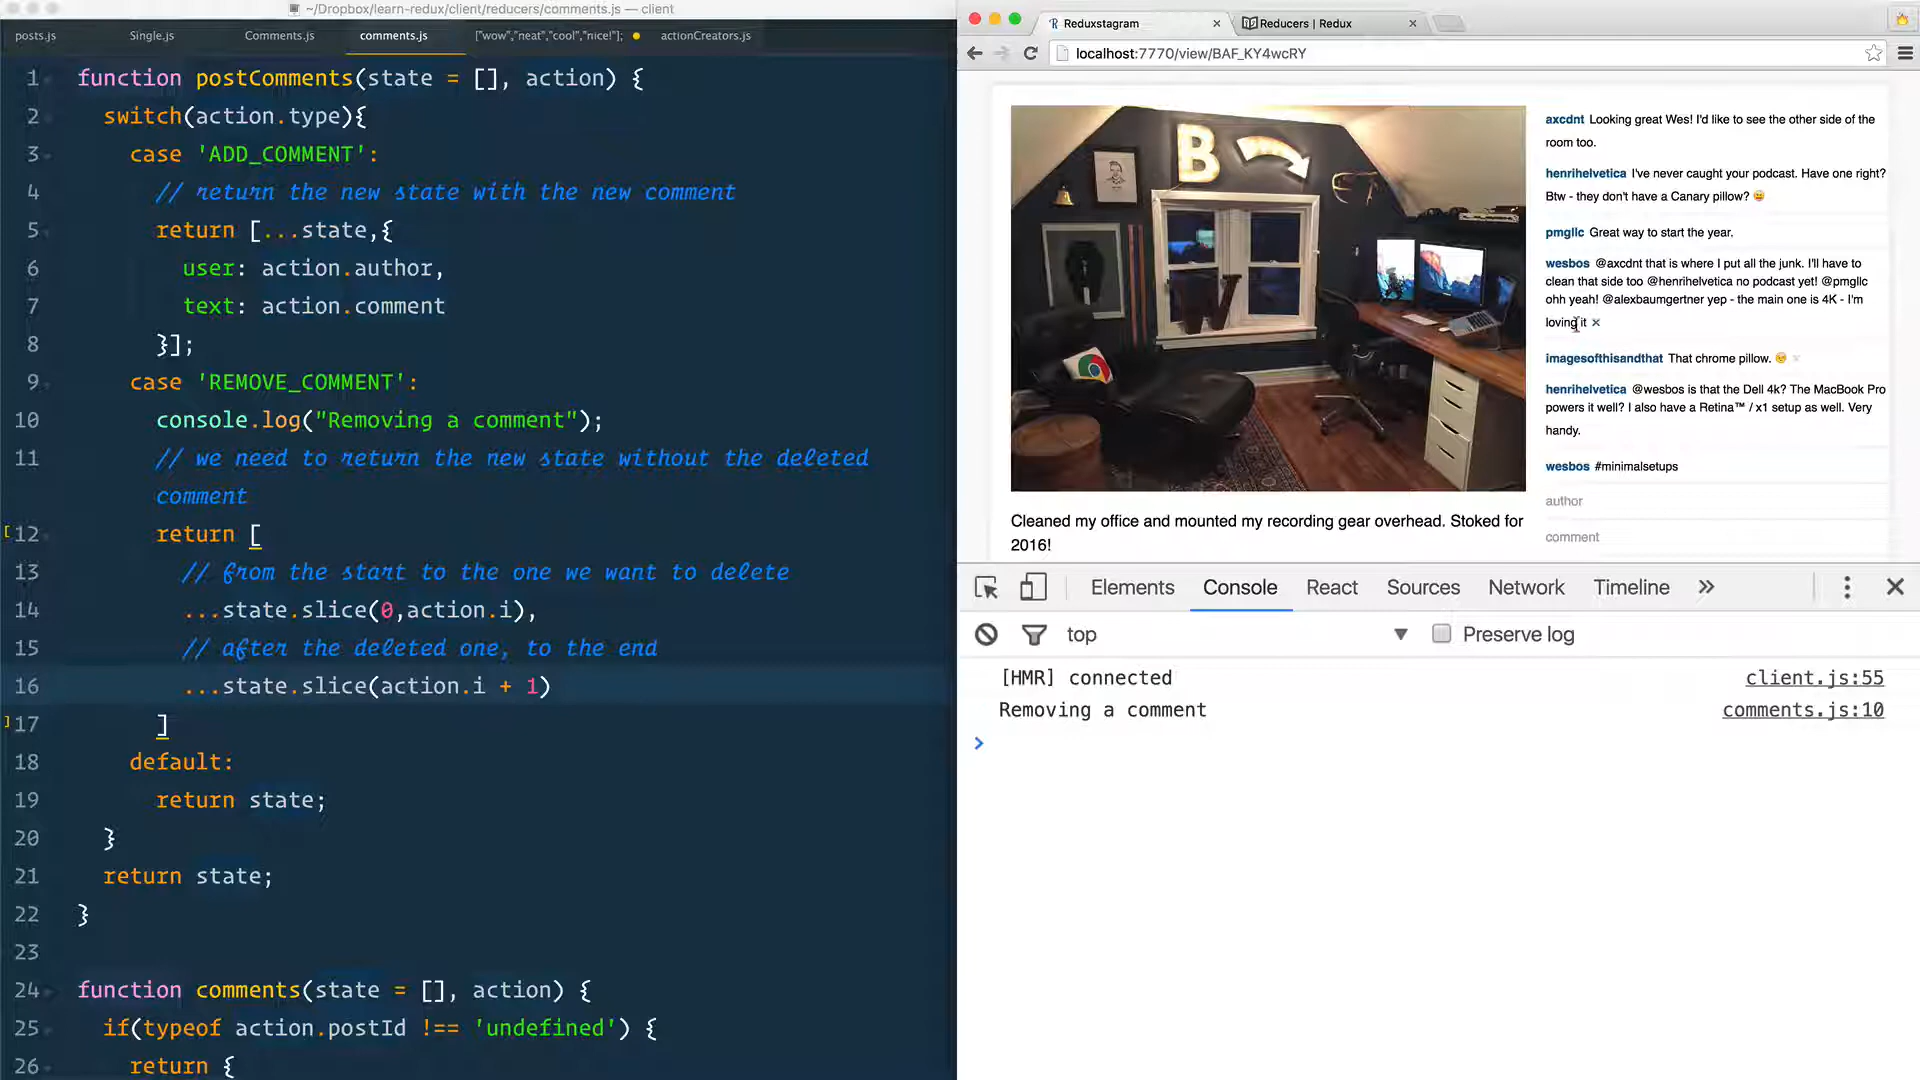 ~/Dropbox/learn-redux/client/reducers/comments.js — client
posts.js Single.js Comments.js comments.js ["wow","neat","cool","nice!"]; actionCreators.js
1 function postComments(state = [], action) {
2 switch(action.type){
3 case 'ADD_COMMENT':
4 // return the new state with the new comment
5 return [...state,{
6 user: action.author,
7 text: action.comment
8 }];
9 case 'REMOVE_COMMENT':
10 console.log("Removing a comment");
11 // we need to return the new state without the deleted
comment
12 return [
13 // from the start to the one we want to delete
14 ...state.slice(0,action.i),
15 // after the deleted one, to the end
16 ...state.slice(action.i + 1)
17 ]
18 default:
19 return state;
20 }
21 return state;
22 }
23
24 function comments(state = [], action) {
25 if(typeof action.postId !== 'undefined') {
26 return {
Reduxstagram Reducers | Redux
localhost:7770/view/BAF_KY4wcRY
B
W
axcdnt Looking great Wes! I'd like to see the other side of the
room too.
henrihelvetica I've never caught your podcast. Have one right?
Btw - they don't have a Canary pillow? 😀
pmgllc Great way to start the year.
wesbos @axcdnt that is where I put all the junk. I'll have to
clean that side too @henrihelvetica no podcast yet! @pmgllc
ohh yeah! @alexbaumgertner yep - the main one is 4K - I'm
loving it ×
imagesofthisandthat That chrome pillow. 😊 ×
henrihelvetica @wesbos is that the Dell 4k? The MacBook Pro
powers it well? I also have a Retina™ / x1 setup as well. Very
handy.
wesbos #minimalsetups
author
comment
Cleaned my office and mounted my recording gear overhead. Stoked for
2016!
Elements Console React Sources Network Timeline
top Preserve log
[HMR] connected client.js:55
Removing a comment comments.js:10